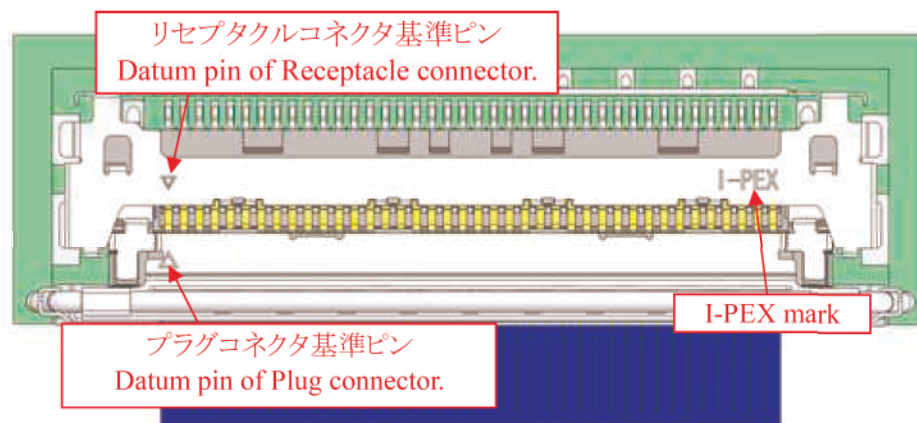 リセプタクルコネクタ基準ピン
Datum pin of Receptacle connector.
I-PEX
I-PEX mark
プラグコネクタ基準ピン
Datum pin of Plug connector.